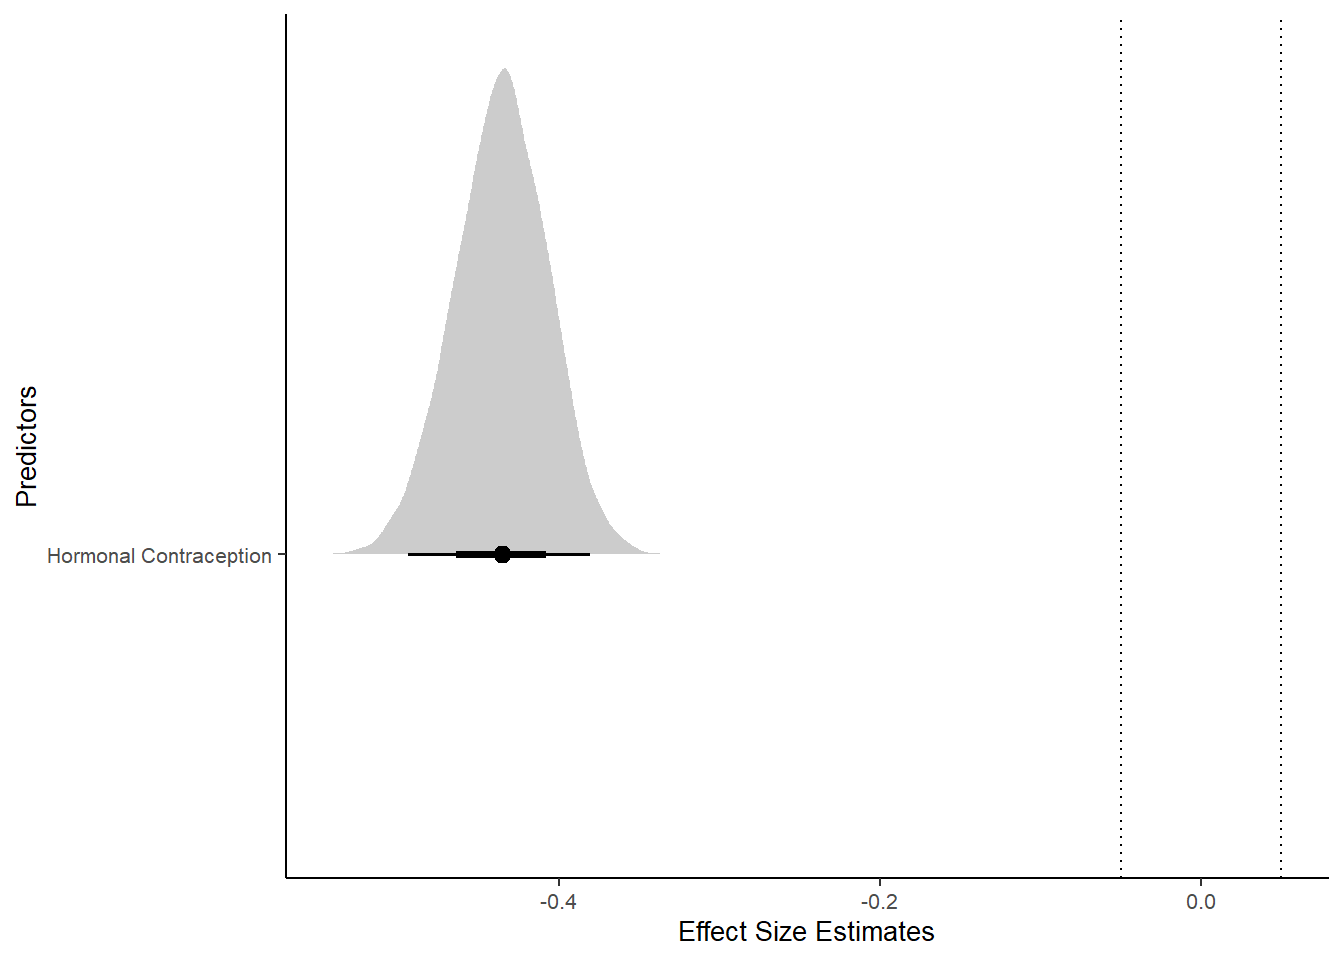 Predictors
Hormonal Contraception
-0.4
-0.2
0.0
Effect Size Estimates